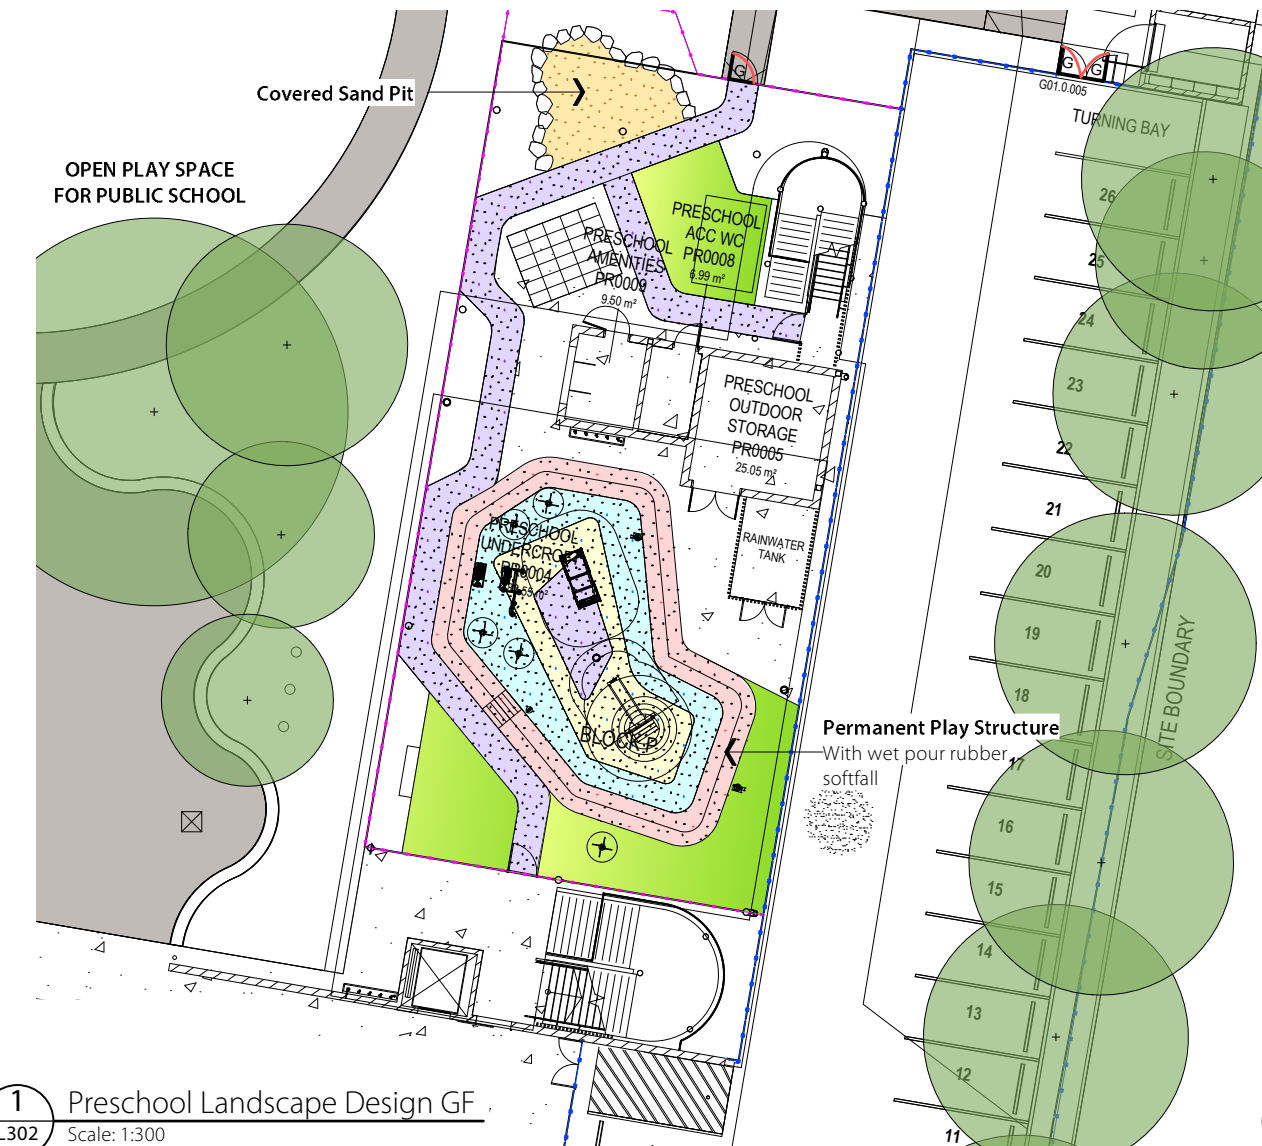 G
G
G
G01.0.005
Covered Sand Pit
TURNING BAY
OPEN PLAY SPACE
FOR PUBLIC SCHOOL
PRESCHOOL
ACC WC
PR0008
6.99 m²
PRESCHOOL
AMENITIES
PR0009
9.50 m²
26
25
24
23
22
21
20
19
18
17
16
15
14
13
12
11
PRESCHOOL
OUTDOOR
STORAGE
PR0005
25.05 m²
PRESCHOOL
UNDERCROFT
PR0004
RAINWATER
TANK
SITE BOUNDARY
BLOCK P
Permanent Play Structure
With wet pour rubber
softfall
1
L302
Preschool Landscape Design GF
Scale: 1:300